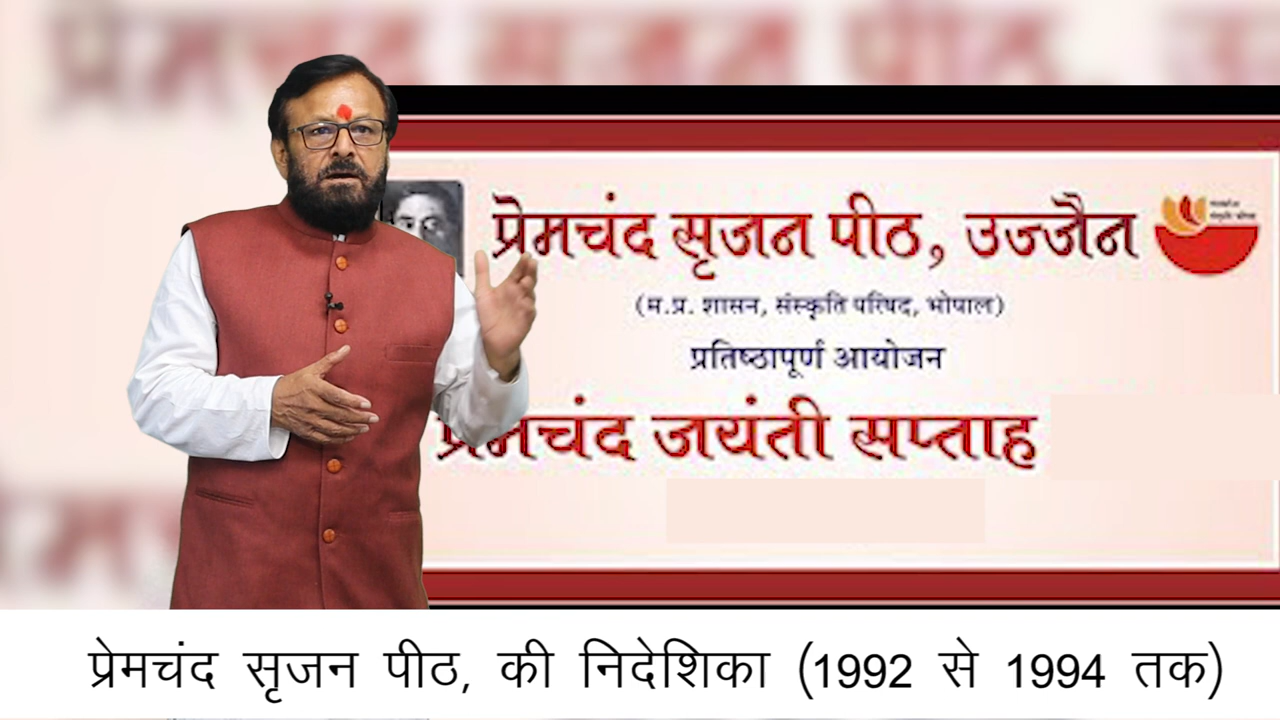 प्रेमचंद सृजन पीठ, उज्जैन
(म.प्र. शासन, संस्कृति परिषद, भोपाल)
प्रतिष्ठापूर्ण आयोजन
प्रेमचंद जयंती सप्ताह
प्रेमचंद सृजन पीठ, की निदेशिका (1992 से 1994 तक)